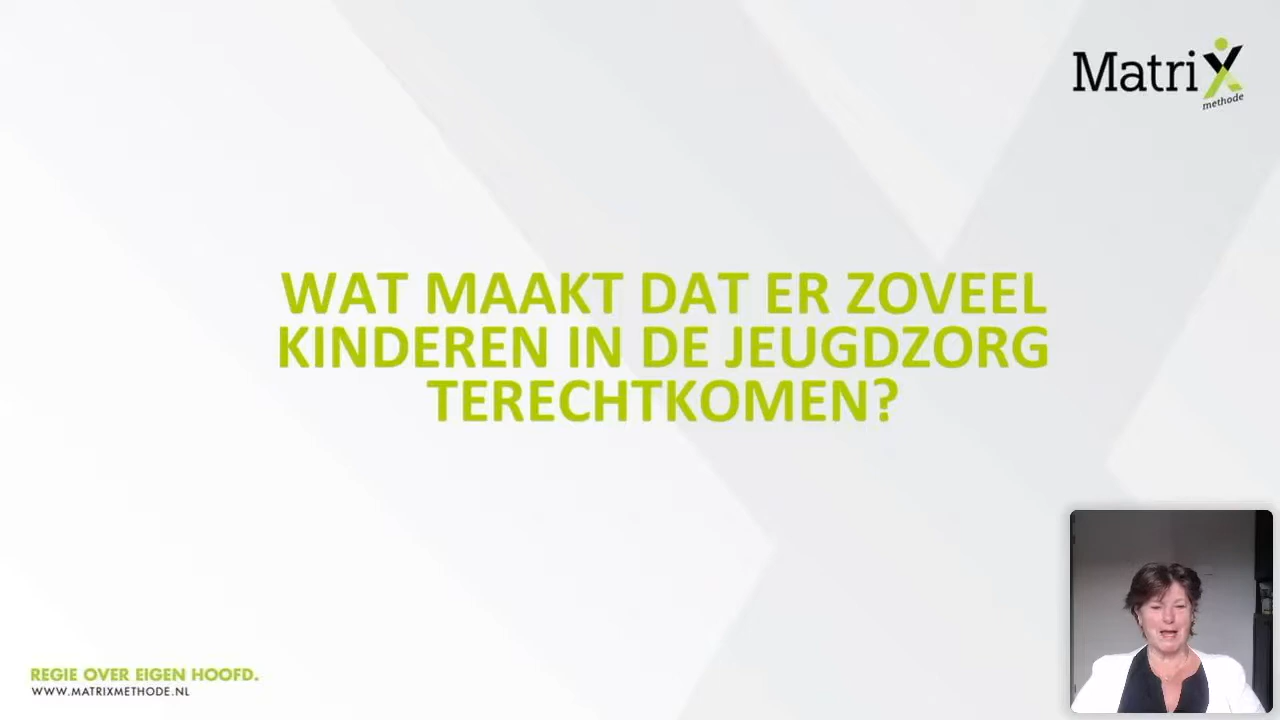 MatriX
methode
WAT MAAKT DAT ER ZOVEEL
KINDEREN IN DE JEUGDZORG
TERECHTKOMEN?
REGIE OVER EIGEN HOOFD.
WWW.MATRIXMETHODE.NL